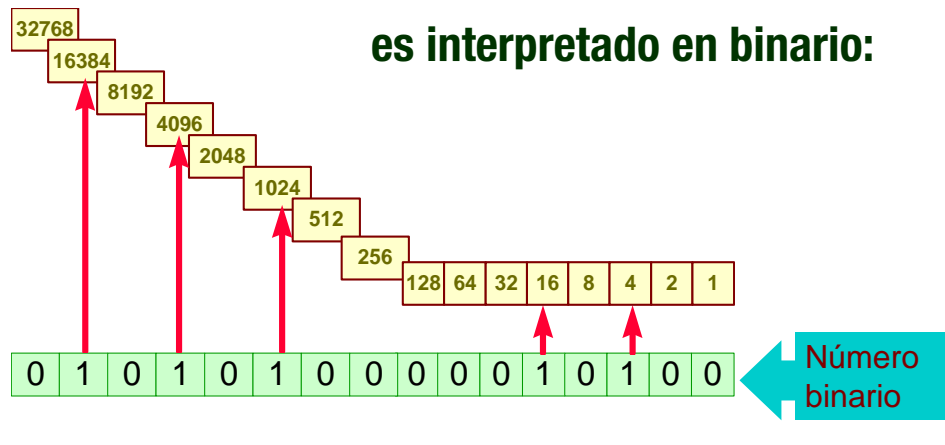 es interpretado en binario:
32768
16384
8192
4096
2048
1024
512
256
128 64 32 16 8 4 2 1
0 1 0 1 0 1 0 0 0 0 0 1 0 1 0 0
Número
binario